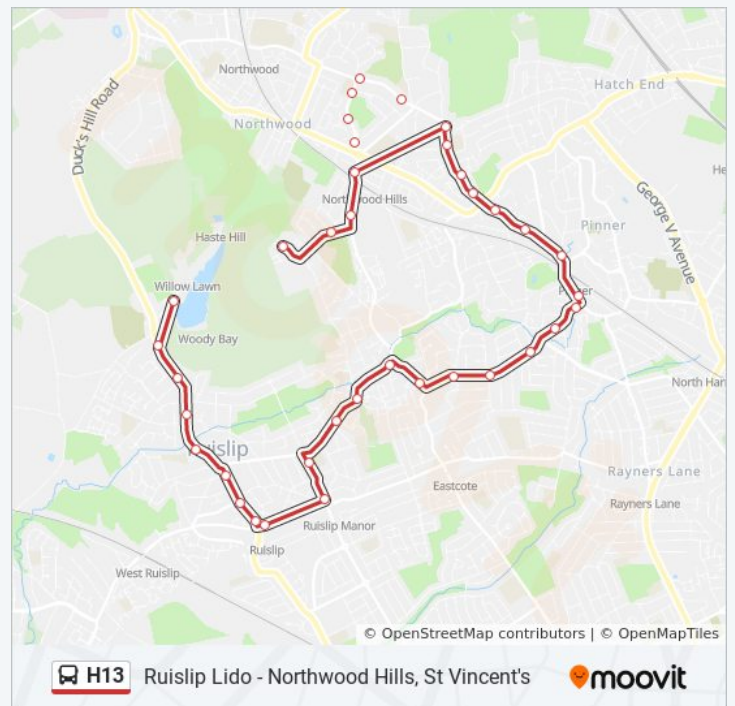 Northwood
Hatch End
Duck's Hill Road
Northwood
George V Avenue
Northwood Hills
Pinner
Haste Hill
Willow Lawn
Woody Bay
North Har
Ruislip
Rayners Lane
Eastcote
Rayners Lane
Ruislip Manor
Ruislip
West Ruislip
© OpenStreetMap contributors | © OpenMapTiles
H13 Ruislip Lido - Northwood Hills, St Vincent's
moovit